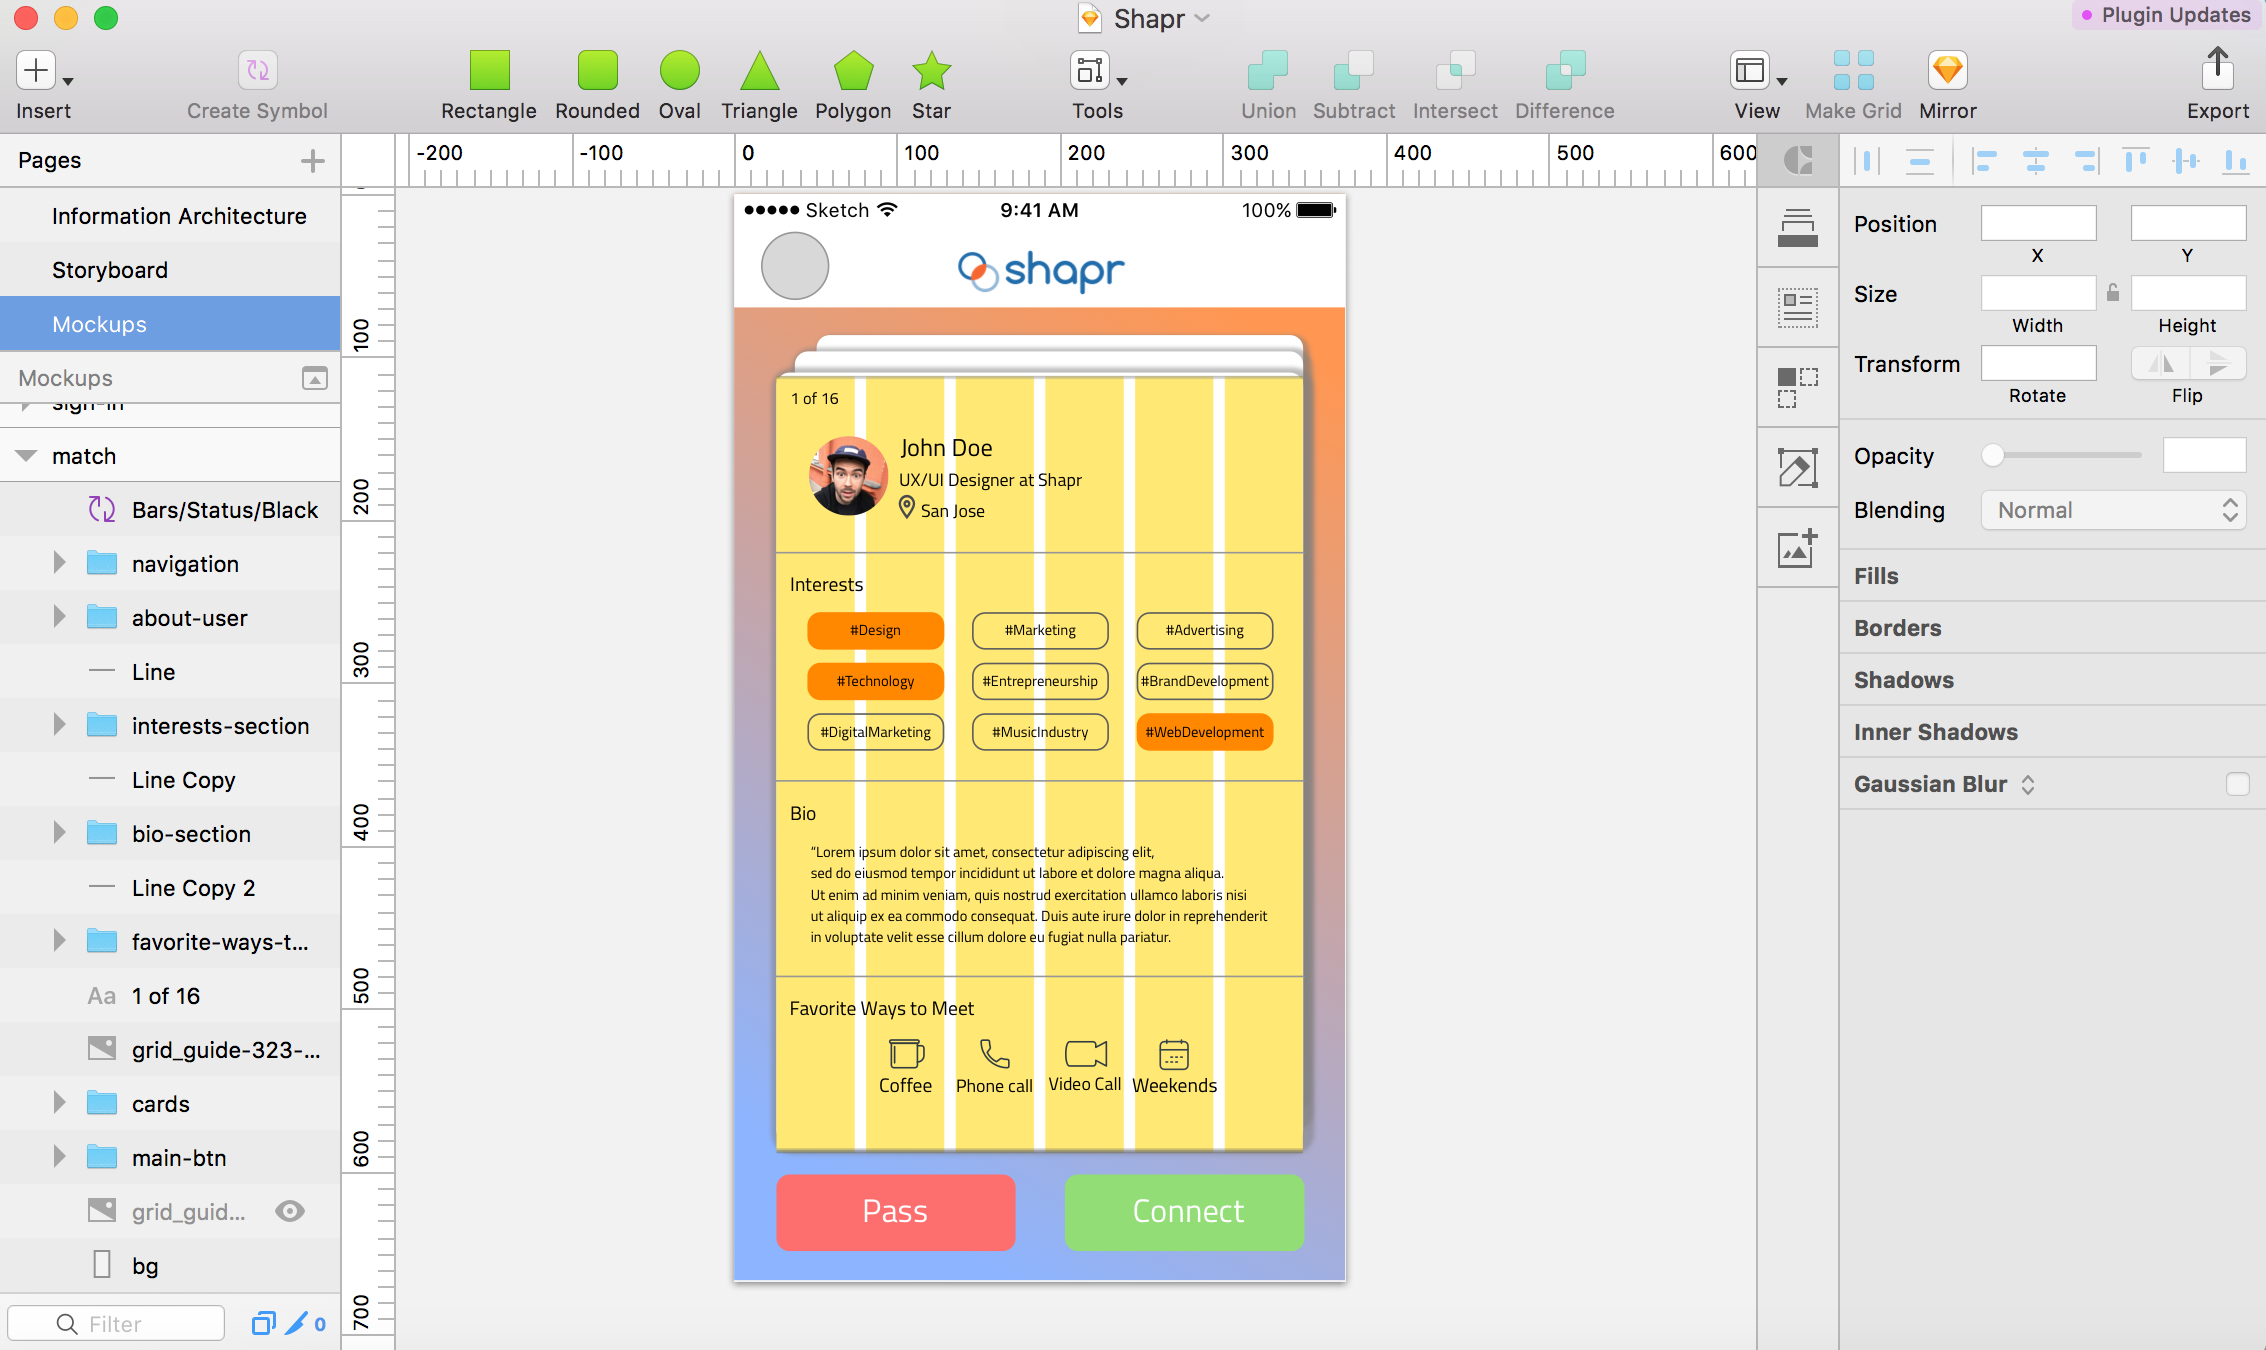 Shapr
Plugin Updates
Insert
Create Symbol
Rectangle
Rounded
Oval
Triangle
Polygon
Star
Tools
Union
Subtract
Intersect
Difference
View
Make Grid
Mirror
Export
Pages
-200 -100 0 100 200 300 400 500 600
Information Architecture
Storyboard
Mockups
Mockups
sign-in
match
Bars/Status/Black
navigation
about-user
Line
interests-section
Line Copy
bio-section
Line Copy 2
favorite-ways-t...
Aa 1 of 16
grid_guide-323-...
cards
main-btn
grid_guid...
bg
Filter
0
100
200
300
400
500
600
700
Sketch 9:41 AM 100%
shapr
1 of 16
John Doe
UX/UI Designer at Shapr
San Jose
Interests
#Design #Marketing #Advertising
#Technology #Entrepreneurship #BrandDevelopment
#DigitalMarketing #MusicIndustry #WebDevelopment
Bio
“Lorem ipsum dolor sit amet, consectetur adipiscing elit,
sed do eiusmod tempor incididunt ut labore et dolore magna aliqua.
Ut enim ad minim veniam, quis nostrud exercitation ullamco laboris nisi
ut aliquip ex ea commodo consequat. Duis aute irure dolor in reprehenderit
in voluptate velit esse cillum dolore eu fugiat nulla pariatur.
Favorite Ways to Meet
Coffee Phone call Video Call Weekends
Pass Connect
Position
X Y
Size
Width Height
Transform
Rotate Flip
Opacity
Blending Normal
Fills
Borders
Shadows
Inner Shadows
Gaussian Blur